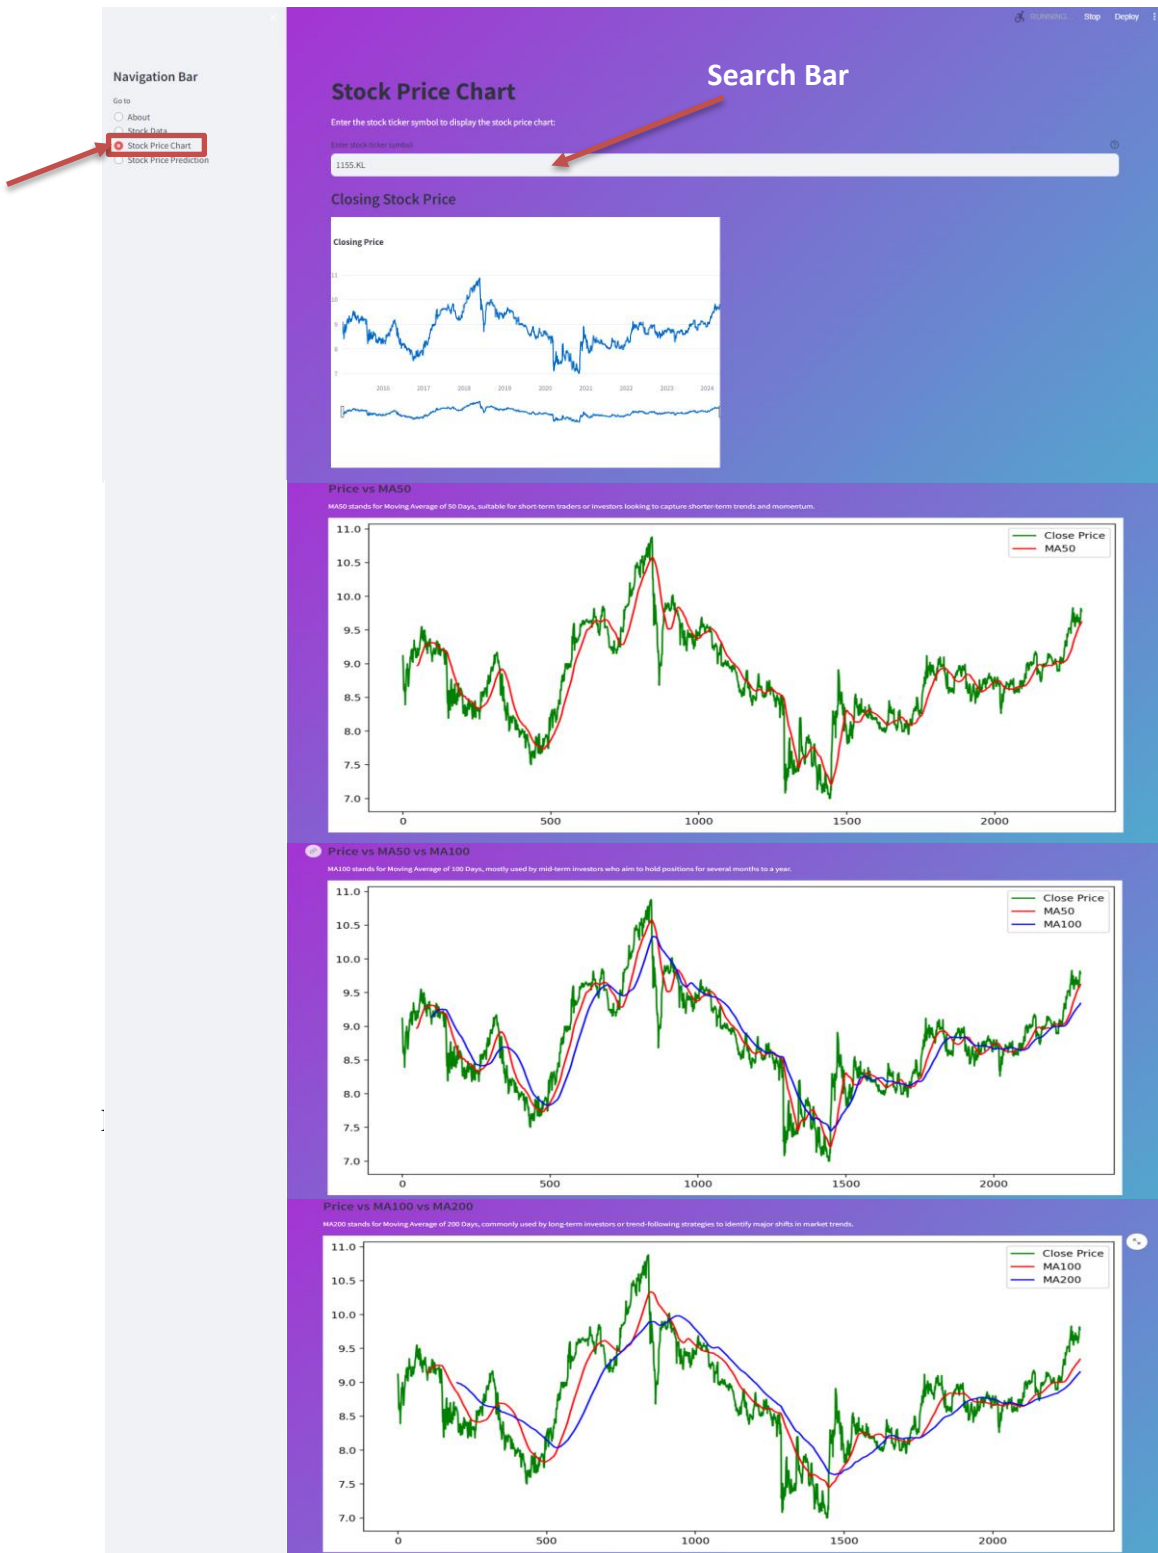 RUNNING... Stop Deploy
Navigation Bar
Go to
About
Stock Data
Stock Price Chart
Stock Price Prediction
Search Bar
Stock Price Chart
Enter the stock ticker symbol to display the stock price chart:
Enter stock ticker symbol
1155.KL
Closing Stock Price
Closing Price
11
10
9
8
7
2016 2017 2018 2019 2020 2021 2022 2023 2024
Price vs MA50
MA50 stands for Moving Average of 50 Days, suitable for short-term traders or investors looking to capture shorter-term trends and momentum.
11.0
10.5
10.0
9.5
9.0
8.5
8.0
7.5
7.0
Close Price
MA50
0 500 1000 1500 2000
Price vs MA50 vs MA100
MA100 stands for Moving Average of 100 Days, mostly used by mid-term investors who aim to hold positions for several months to a year.
11.0
10.5
10.0
9.5
9.0
8.5
8.0
7.5
7.0
Close Price
MA50
MA100
0 500 1000 1500 2000
Price vs MA100 vs MA200
MA200 stands for Moving Average of 200 Days, commonly used by long-term investors or trend-following strategies to identify major shifts in market trends.
11.0
10.5
10.0
9.5
9.0
8.5
8.0
7.5
7.0
Close Price
MA100
MA200
0 500 1000 1500 2000